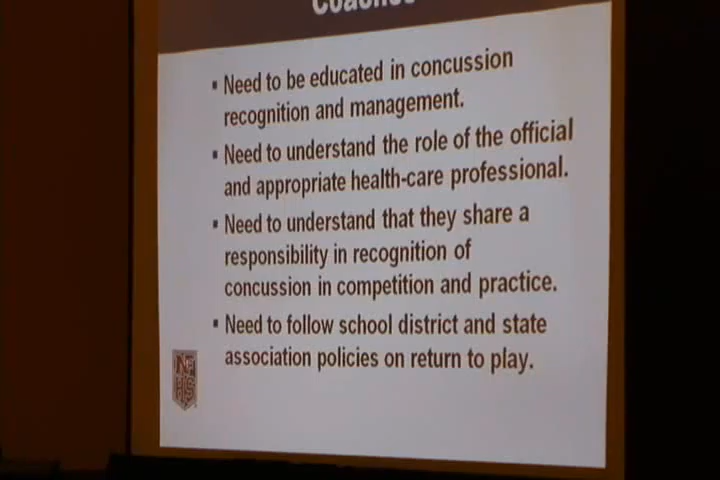 Coaches
▪ Need to be educated in concussion
recognition and management.
▪ Need to understand the role of the official
and appropriate health-care professional.
▪ Need to understand that they share a
responsibility in recognition of
concussion in competition and practice.
▪ Need to follow school district and state
association policies on return to play.
NF
HS